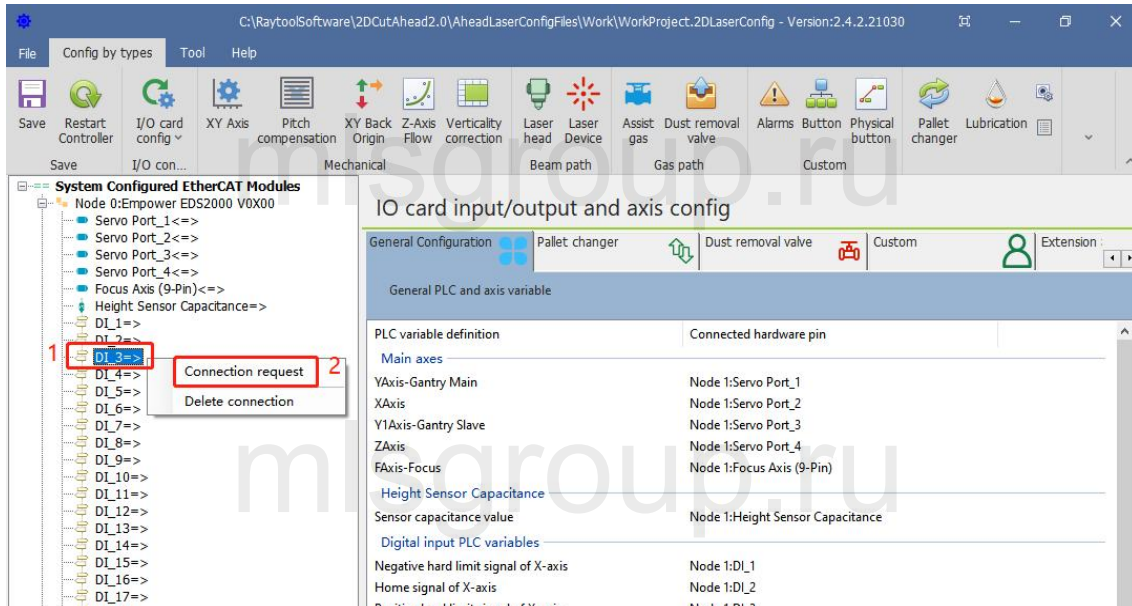 C:\RaytoolSoftware\2DCutAhead2.0\AheadLaserConfigFiles\Work\WorkProject.2DLaserConfig - Version:2.4.2.21030
File Config by types Tool Help
Save Restart Controller I/O card config XY Axis Pitch compensation XY Back Origin Z-Axis Fllow Verticality correction Laser head Laser Device Assist gas Dust removal valve Alarms Button Physical button Pallet changer Lubrication
Save I/O con... Mechanical Beam path Gas path Custom
mlsgroup.ru
System Configured EtherCAT Modules
Node 0:Empower EDS2000 V0X00
Servo Port_1<=>
Servo Port_2<=>
Servo Port_3<=>
Servo Port_4<=>
Focus Axis (9-Pin)<=>
Height Sensor Capacitance=>
DI_1=>
DI_2=>
1 DI_3=>
DI_4=>
DI_5=>
DI_6=>
DI_7=>
DI_8=>
DI_9=>
DI_10=>
DI_11=>
DI_12=>
DI_13=>
DI_14=>
DI_15=>
DI_16=>
DI_17=>
Connection request 2
Delete connection
IO card input/output and axis config
General Configuration Pallet changer Dust removal valve Custom Extension
General PLC and axis variable
PLC variable definition Connected hardware pin
Main axes
YAxis-Gantry Main Node 1:Servo Port_1
XAxis Node 1:Servo Port_2
Y1Axis-Gantry Slave Node 1:Servo Port_3
ZAxis Node 1:Servo Port_4
FAxis-Focus Node 1:Focus Axis (9-Pin)
Height Sensor Capacitance
Sensor capacitance value Node 1:Height Sensor Capacitance
Digital input PLC variables
Negative hard limit signal of X-axis Node 1:DI_1
Home signal of X-axis Node 1:DI_2
mlsgroup.ru